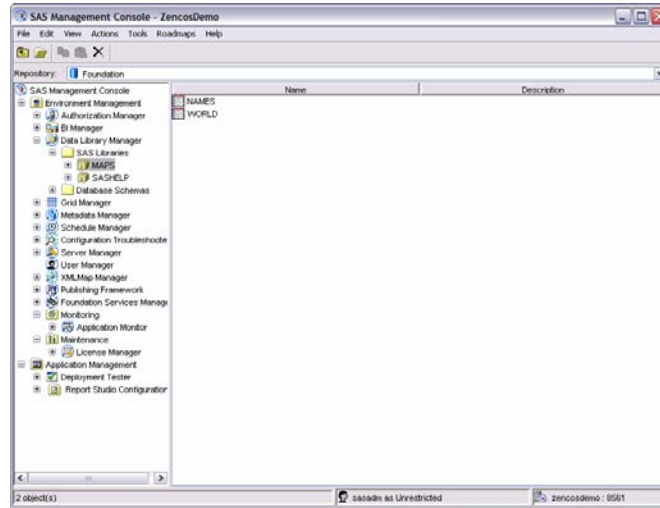 SAS Management Console - ZencosDemo
File Edit View Actions Tools Roadmaps Help
Repository: Foundation
SAS Management Console
Environment Management
Authorization Manager
BI Manager
Data Library Manager
SAS Libraries
MAPS
SASHELP
Database Schemas
Grid Manager
Metadata Manager
Schedule Manager
Configuration Troubleshoote
Server Manager
User Manager
XMLMap Manager
Publishing Framework
Foundation Services Manage
Monitoring
Application Monitor
Maintenance
License Manager
Application Management
Deployment Tester
Report Studio Configuration
Name Description
NAMES
WORLD
2 object(s) sasadm as Unrestricted zencosdemo : 8561